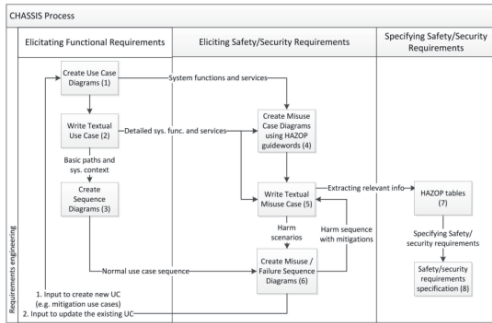 CHASSIS Process
Elicitating Functional Requirements
Eliciting Safety/Security Requirements
Specifying Safety/Security
Requirements
Requirements engineering
Create Use Case
Diagrams (1)
System functions and services
Write Textual
Use Case (2)
Detailed sys. func. and services
Create Misuse
Case Diagrams
using HAZOP
guidewords (4)
Basic paths and
sys. context
Create
Sequence
Diagrams (3)
Write Textual
Misuse Case (5)
Extracting relevant info
HAZOP tables
(7)
Harm
scenarios
Harm sequence
with mitigations
Specifying Safety/
security requirements
Normal use case sequence
Create Misuse /
Failure Sequence
Diagrams (6)
Safety/security
requirements
specification (8)
1. Input to create new UC
(e.g. mitigation use cases)
2. Input to update the existing UC